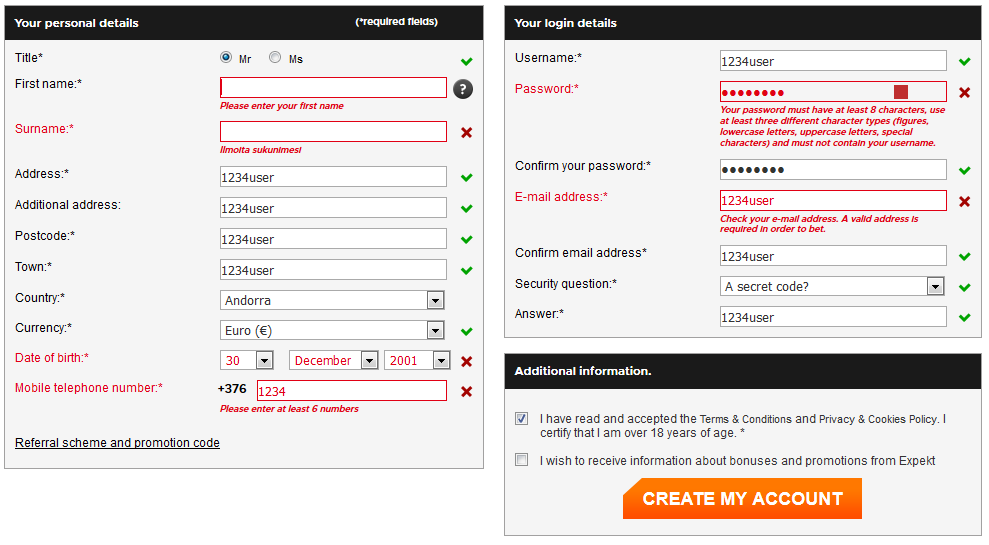 Your personal details
(*required fields)
Title*
Mr
Ms
First name:*
?
Please enter your first name
Surname:*
Ilmoita sukunimesi
Address:*
1234user
Additional address:
1234user
Postcode:*
1234user
Town:*
1234user
Country:*
Andorra
Currency:*
Euro (€)
Date of birth:*
30
December
2001
Mobile telephone number:*
+376
1234
Please enter at least 6 numbers
Referral scheme and promotion code
Your login details
Username:*
1234user
Password:*
Your password must have at least 8 characters, use
at least three different character types (figures,
lowercase letters, uppercase letters, special
characters) and must not contain your username.
Confirm your password:*
E-mail address:*
1234user
Check your e-mail address. A valid address is
required in order to bet.
Confirm email address*
1234user
Security question:*
A secret code?
Answer:*
1234user
Additional information.
I have read and accepted the Terms & Conditions and Privacy & Cookies Policy. I
certify that I am over 18 years of age. *
I wish to receive information about bonuses and promotions from Expekt
CREATE MY ACCOUNT